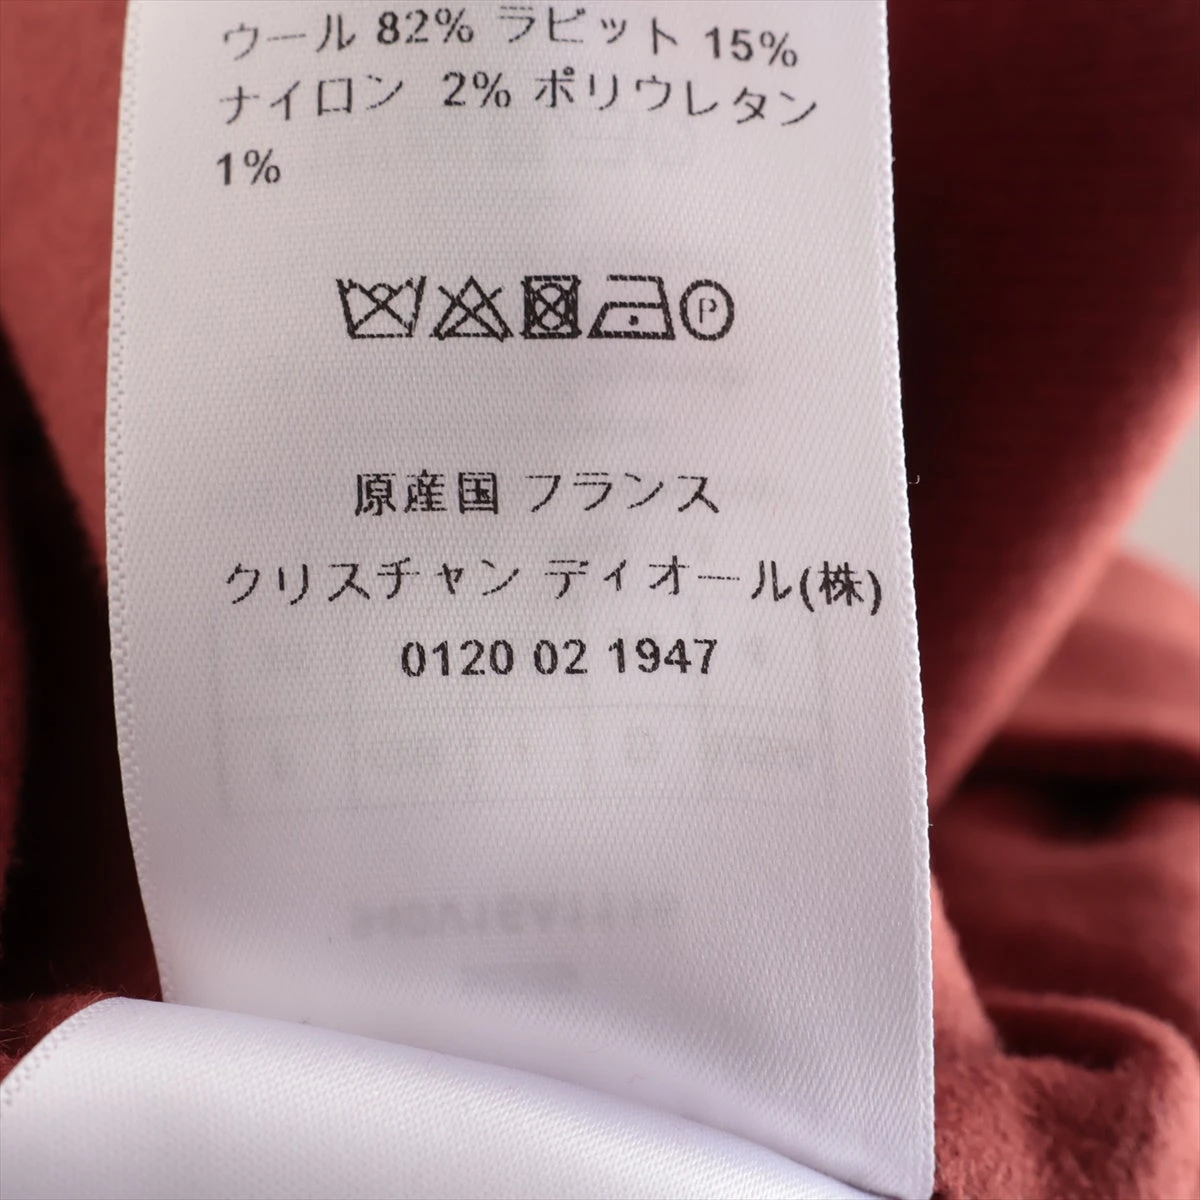 ウール 82% ラビット 15%
ナイロン 2% ポリウレタン
1%
P
原産国 フランス
クリスチャン ディオール(株)
0120 02 1947